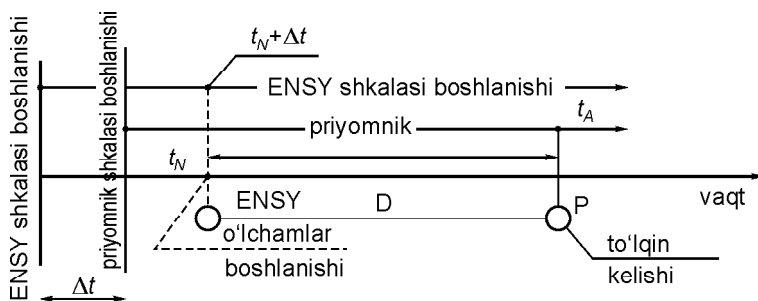 ENSY shkalasi boshlanishi
priyomnik shkalasi boshlanishi
t_N+Δt
ENSY shkalasi boshlanishi
t_A
priyomnik
t_N
vaqt
ENSY
D
P
o‘lchamlar
boshlanishi
to‘lqin
kelishi
Δt